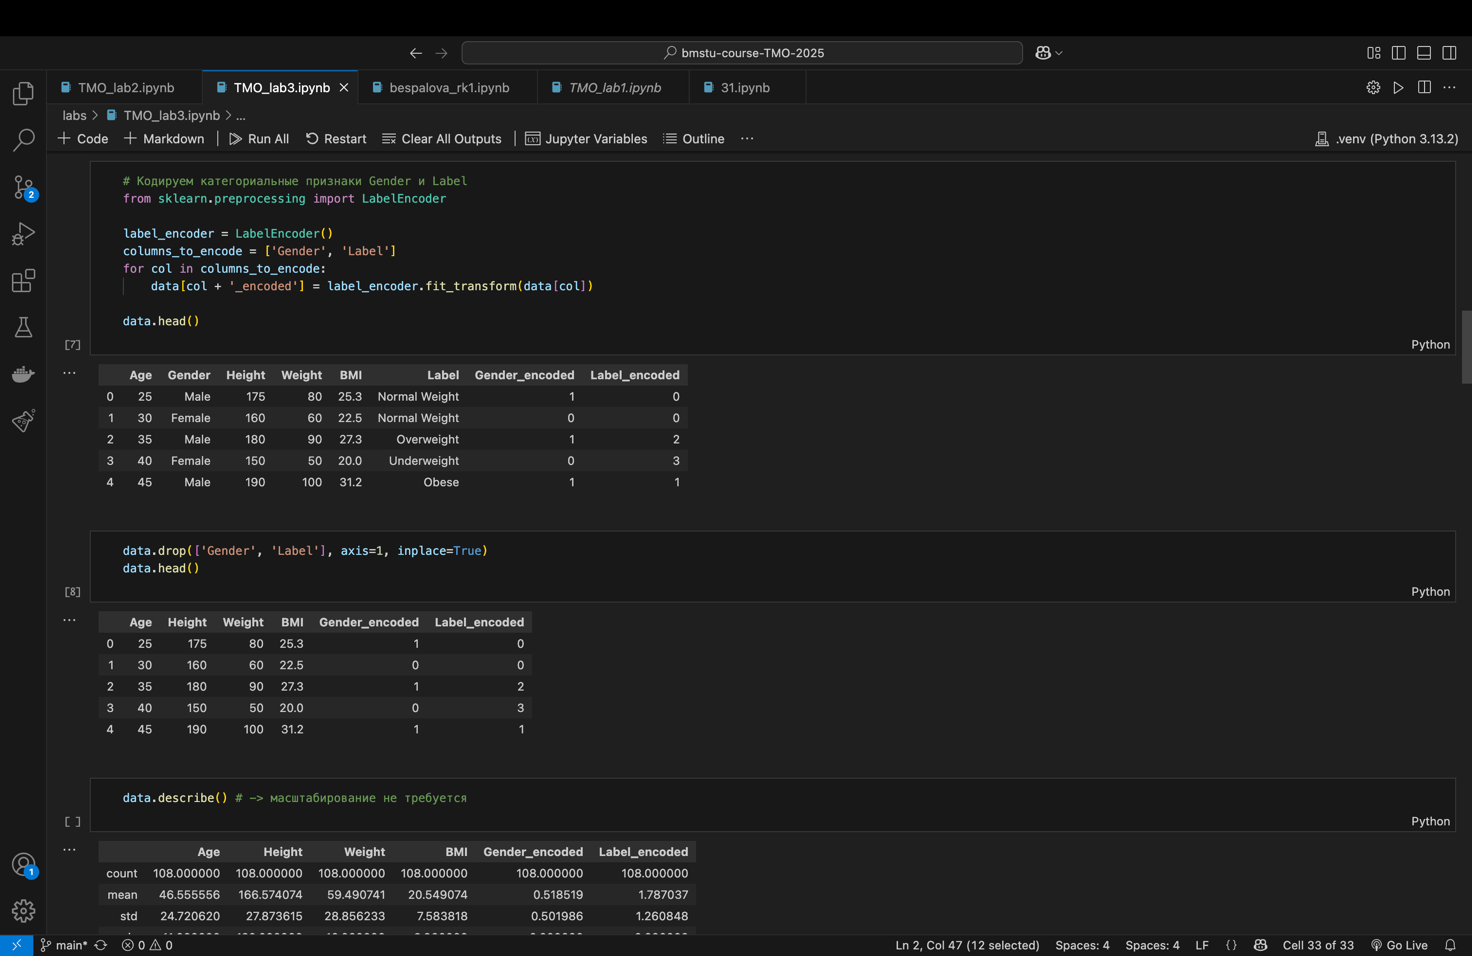 bmstu-course-TMO-2025
TMO_lab2.ipynb TMO_lab3.ipynb bespalova_rk1.ipynb TMO_lab1.ipynb 31.ipynb
labs > TMO_lab3.ipynb > ...
+ Code + Markdown Run All Restart Clear All Outputs Jupyter Variables Outline ... .venv (Python 3.13.2)
2
# Кодируем категориальные признаки Gender и Label
from sklearn.preprocessing import LabelEncoder
label_encoder = LabelEncoder()
columns_to_encode = ['Gender', 'Label']
for col in columns_to_encode:
data[col + '_encoded'] = label_encoder.fit_transform(data[col])
data.head()
[7] Python
... Age Gender Height Weight BMI Label Gender_encoded Label_encoded
0 25 Male 175 80 25.3 Normal Weight 1 0
1 30 Female 160 60 22.5 Normal Weight 0 0
2 35 Male 180 90 27.3 Overweight 1 2
3 40 Female 150 50 20.0 Underweight 0 3
4 45 Male 190 100 31.2 Obese 1 1
data.drop(['Gender', 'Label'], axis=1, inplace=True)
data.head()
[8] Python
... Age Height Weight BMI Gender_encoded Label_encoded
0 25 175 80 25.3 1 0
1 30 160 60 22.5 0 0
2 35 180 90 27.3 1 2
3 40 150 50 20.0 0 3
4 45 190 100 31.2 1 1
data.describe() # -> масштабирование не требуется
[ ] Python
... Age Height Weight BMI Gender_encoded Label_encoded
count 108.000000 108.000000 108.000000 108.000000 108.000000 108.000000
mean 46.555556 166.574074 59.490741 20.549074 0.518519 1.787037
std 24.720620 27.873615 28.856233 7.583818 0.501986 1.260848
1
main* 0 0 Ln 2, Col 47 (12 selected) Spaces: 4 Spaces: 4 LF {} Cell 33 of 33 Go Live